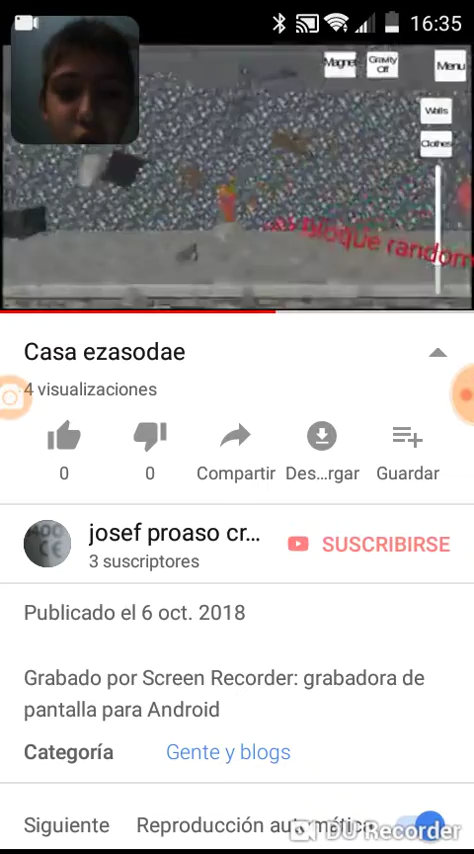 16:35
Magnet
Gravity
Off
Menu
Walls
Clothes
bloque random
Casa ezasodae
4 visualizaciones
0 0 Compartir Des...rgar Guardar
josef proaso cr...
SUSCRIBIRSE
3 suscriptores
Publicado el 6 oct. 2018
Grabado por Screen Recorder: grabadora de
pantalla para Android
Categoría Gente y blogs
Siguiente Reproducción automática
DU Recorder